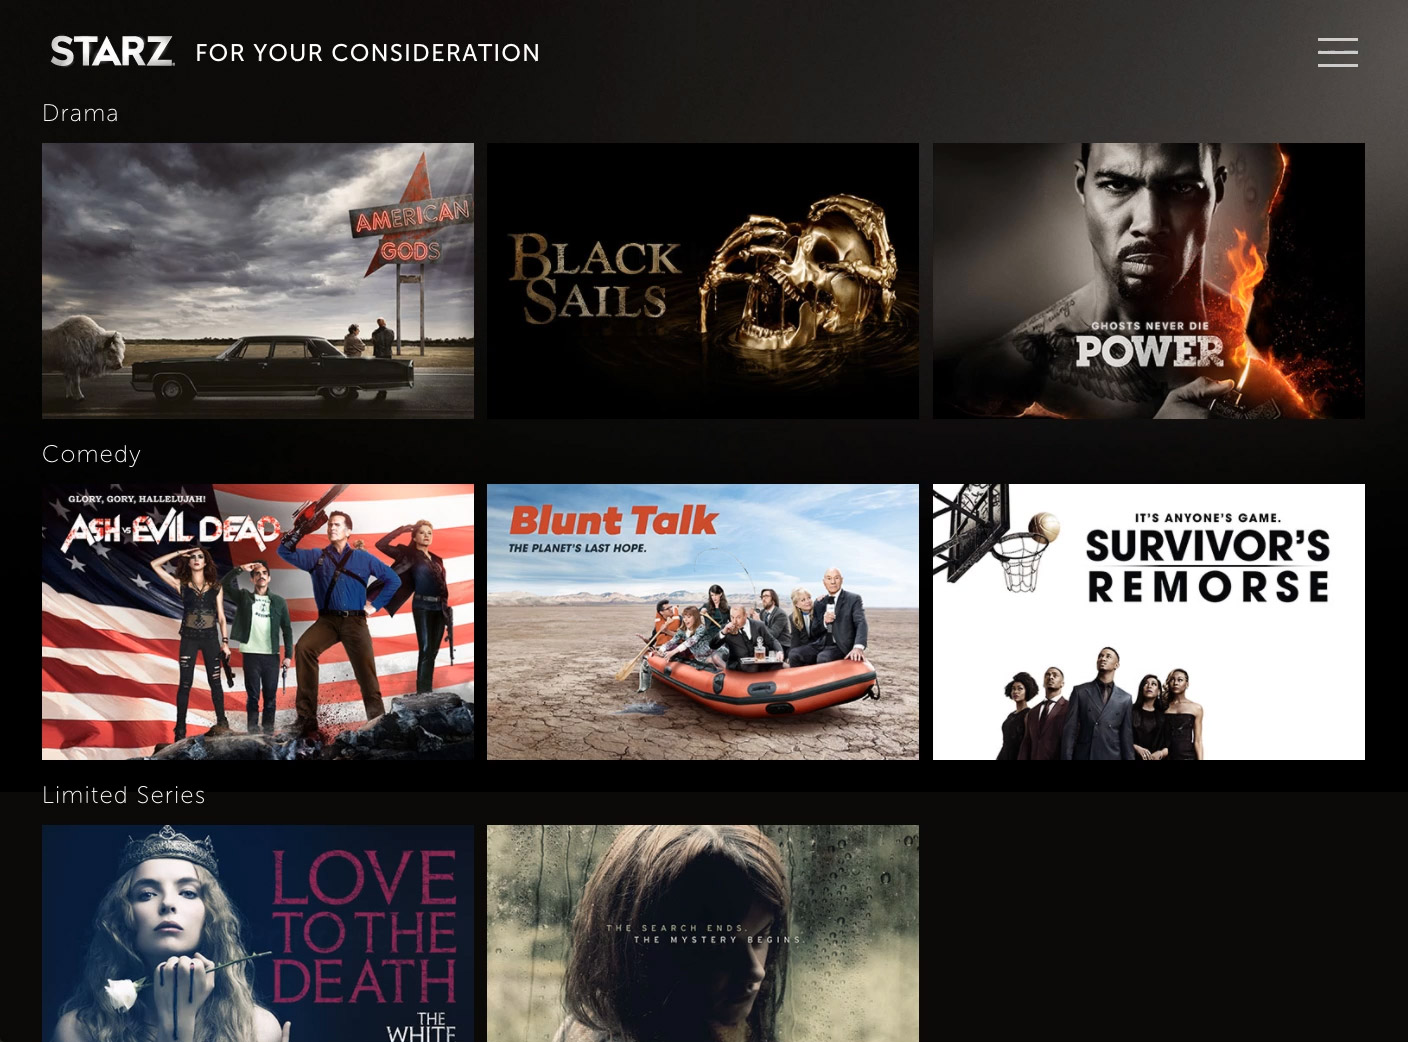 STARZ FOR YOUR CONSIDERATION
Drama
AMERICAN
GODS
BLACK
SAILS
GHOSTS NEVER DIE
POWER
Comedy
GLORY, GORY, HALLELUJAH!
ASH vs EVIL DEAD
Blunt Talk
THE PLANET'S LAST HOPE.
IT'S ANYONE'S GAME.
SURVIVOR'S
REMORSE
Limited Series
LOVE
TO THE
DEATH
THE
WHITE
THE SEARCH ENDS.
THE MYSTERY BEGINS.